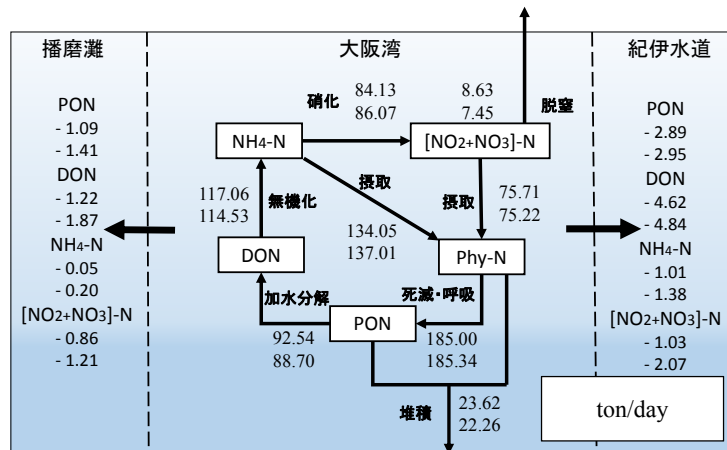 播磨灘
大阪湾
紀伊水道
PON
- 1.09
- 1.41
DON
- 1.22
- 1.87
NH4-N
- 0.05
- 0.20
[NO2+NO3]-N
- 0.86
- 1.21
硝化
84.13
86.07
8.63
7.45
脱窒
NH4-N
[NO2+NO3]-N
摂取
摂取
75.71
75.22
117.06
114.53
無機化
134.05
137.01
DON
Phy-N
加水分解
死滅・呼吸
PON
92.54
88.70
185.00
185.34
堆積
23.62
22.26
PON
- 2.89
- 2.95
DON
- 4.62
- 4.84
NH4-N
- 1.01
- 1.38
[NO2+NO3]-N
- 1.03
- 2.07
ton/day